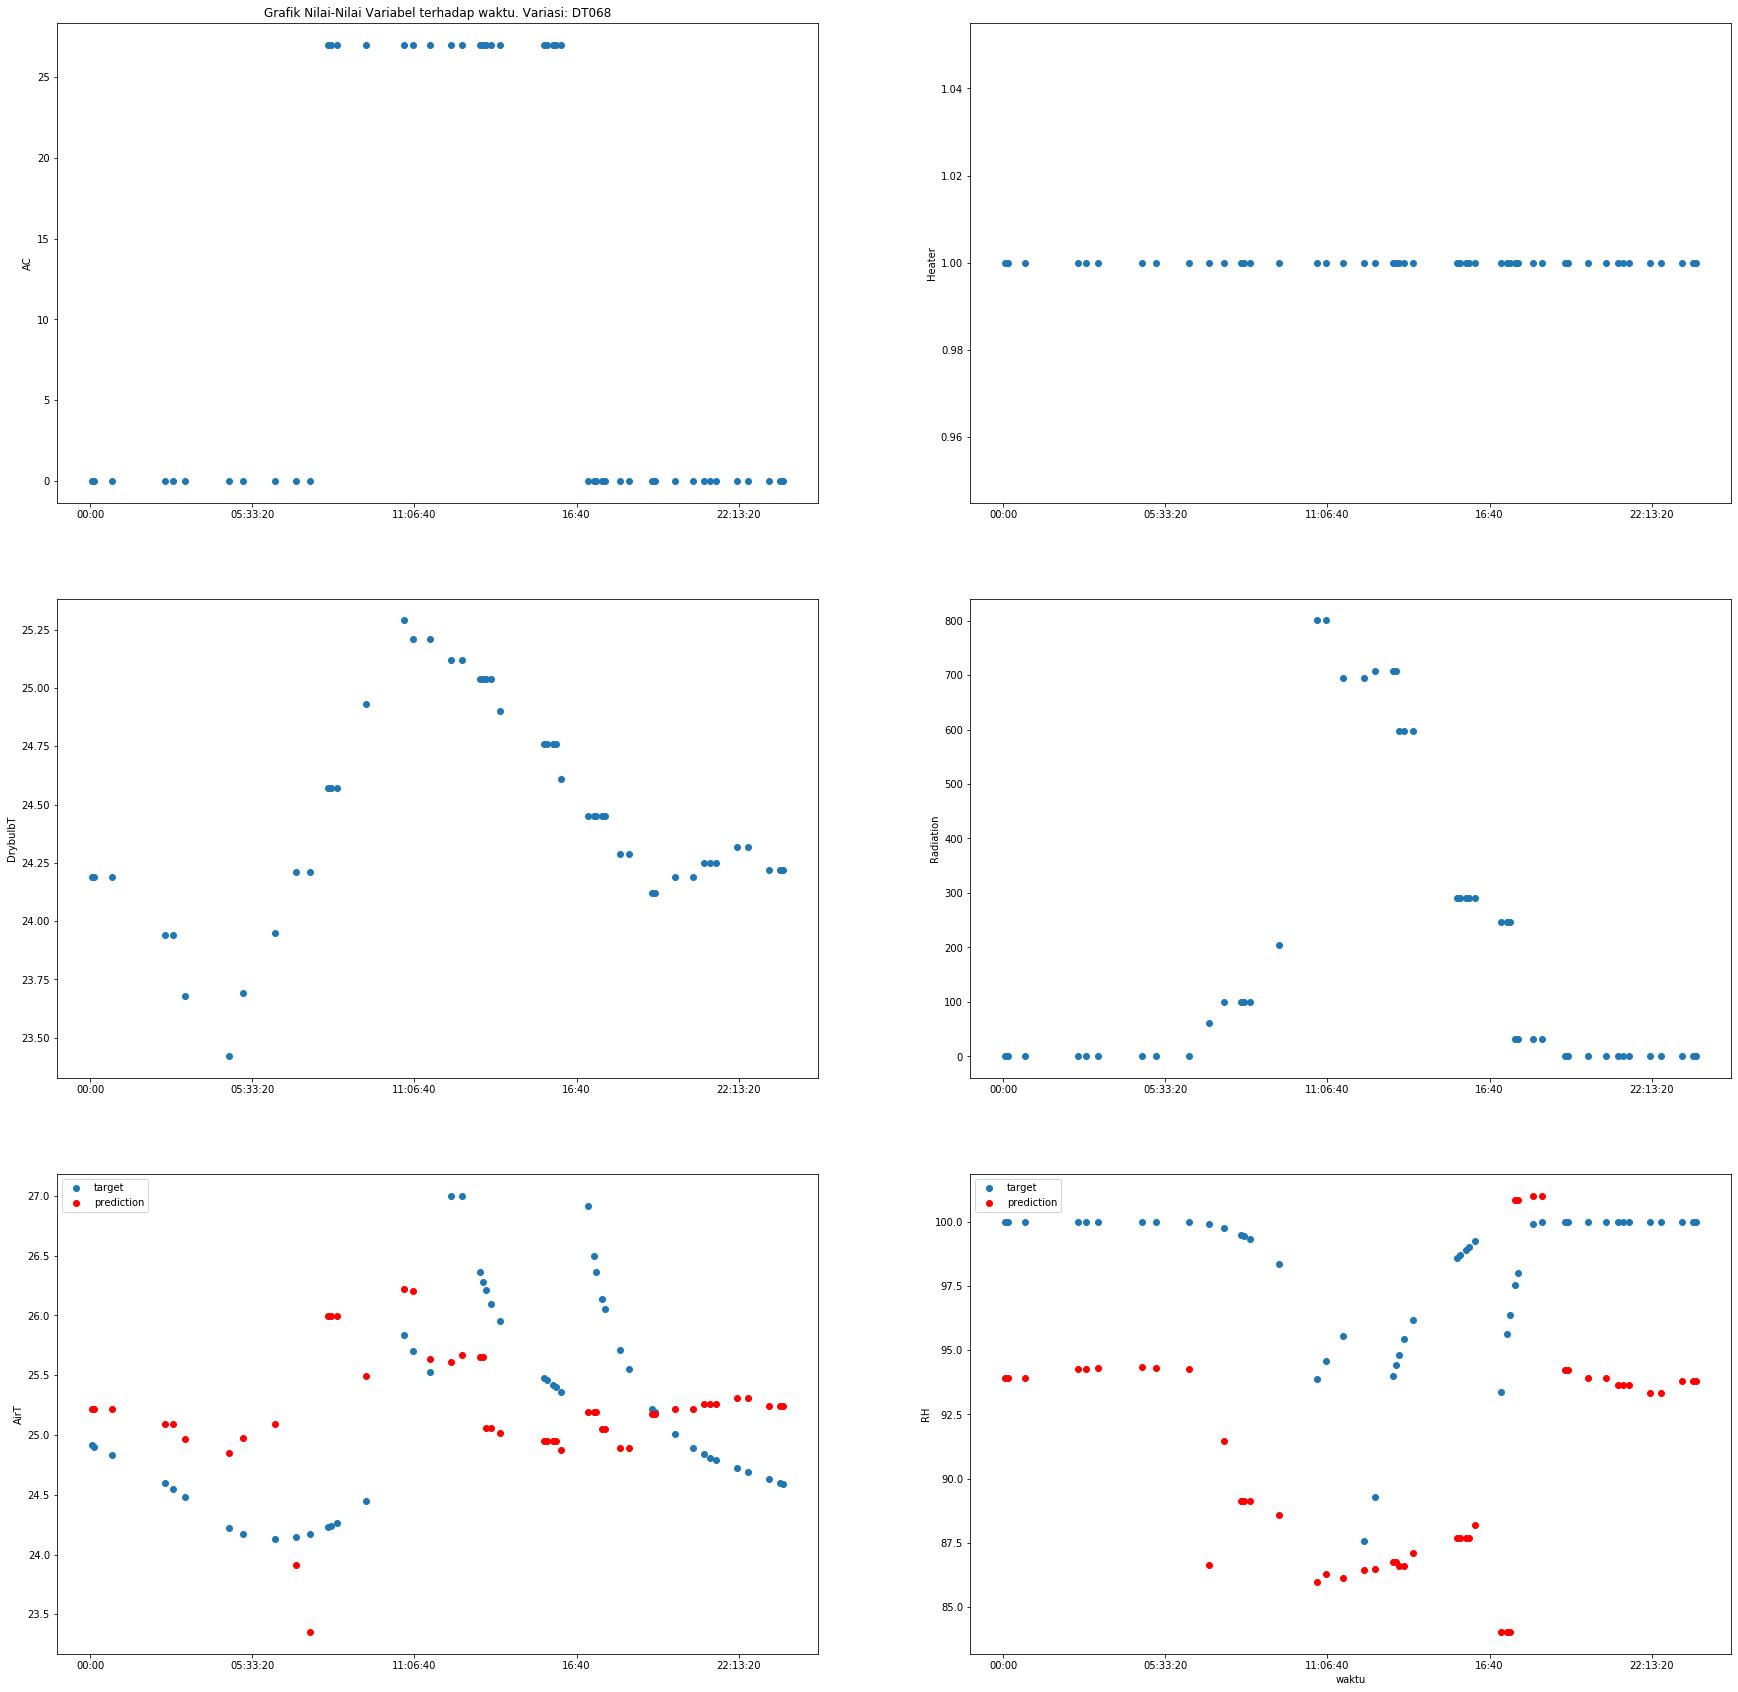 Grafik Nilai-Nilai Variabel terhadap waktu. Variasi: DT068
AC
25
20
15
10
5
0
00:00 05:33:20 11:06:40 16:40 22:13:20
Heater
1.04
1.02
1.00
0.98
0.96
00:00 05:33:20 11:06:40 16:40 22:13:20
DrybulbT
25.25
25.00
24.75
24.50
24.25
24.00
23.75
23.50
00:00 05:33:20 11:06:40 16:40 22:13:20
Radiation
800
700
600
500
400
300
200
100
0
00:00 05:33:20 11:06:40 16:40 22:13:20
target
prediction
AirT
27.0
26.5
26.0
25.5
25.0
24.5
24.0
23.5
00:00 05:33:20 11:06:40 16:40 22:13:20
target
prediction
RH
100.0
97.5
95.0
92.5
90.0
87.5
85.0
00:00 05:33:20 11:06:40 16:40 22:13:20
waktu